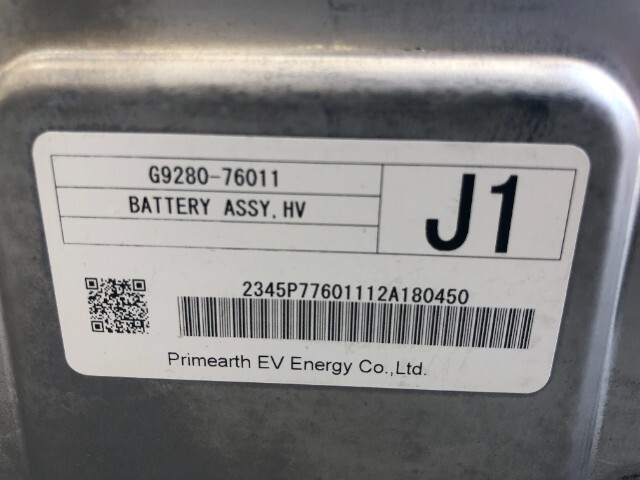 G9280-76011
BATTERY ASSY,HV
J1
2345P77601112A180450
Primearth EV Energy Co.,Ltd.